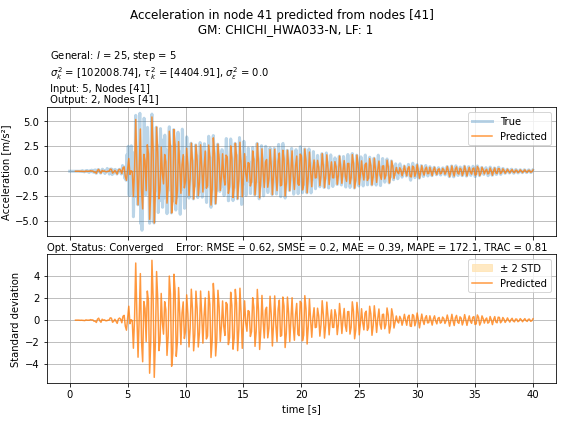 Acceleration in node 41 predicted from nodes [41]
GM: CHICHI_HWA033-N, LF: 1
General: l = 25, step = 5
σ²ₖ = [102008.74], τ²ₖ = [4404.91], σ²ε = 0.0
Input: 5, Nodes [41]
Output: 2, Nodes [41]
Acceleration [m/s²]
5.0
2.5
0.0
−2.5
−5.0
True
Predicted
Opt. Status: Converged Error: RMSE = 0.62, SMSE = 0.2, MAE = 0.39, MAPE = 172.1, TRAC = 0.81
Standard deviation
4
2
0
−2
−4
± 2 STD
Predicted
0 5 10 15 20 25 30 35 40
time [s]